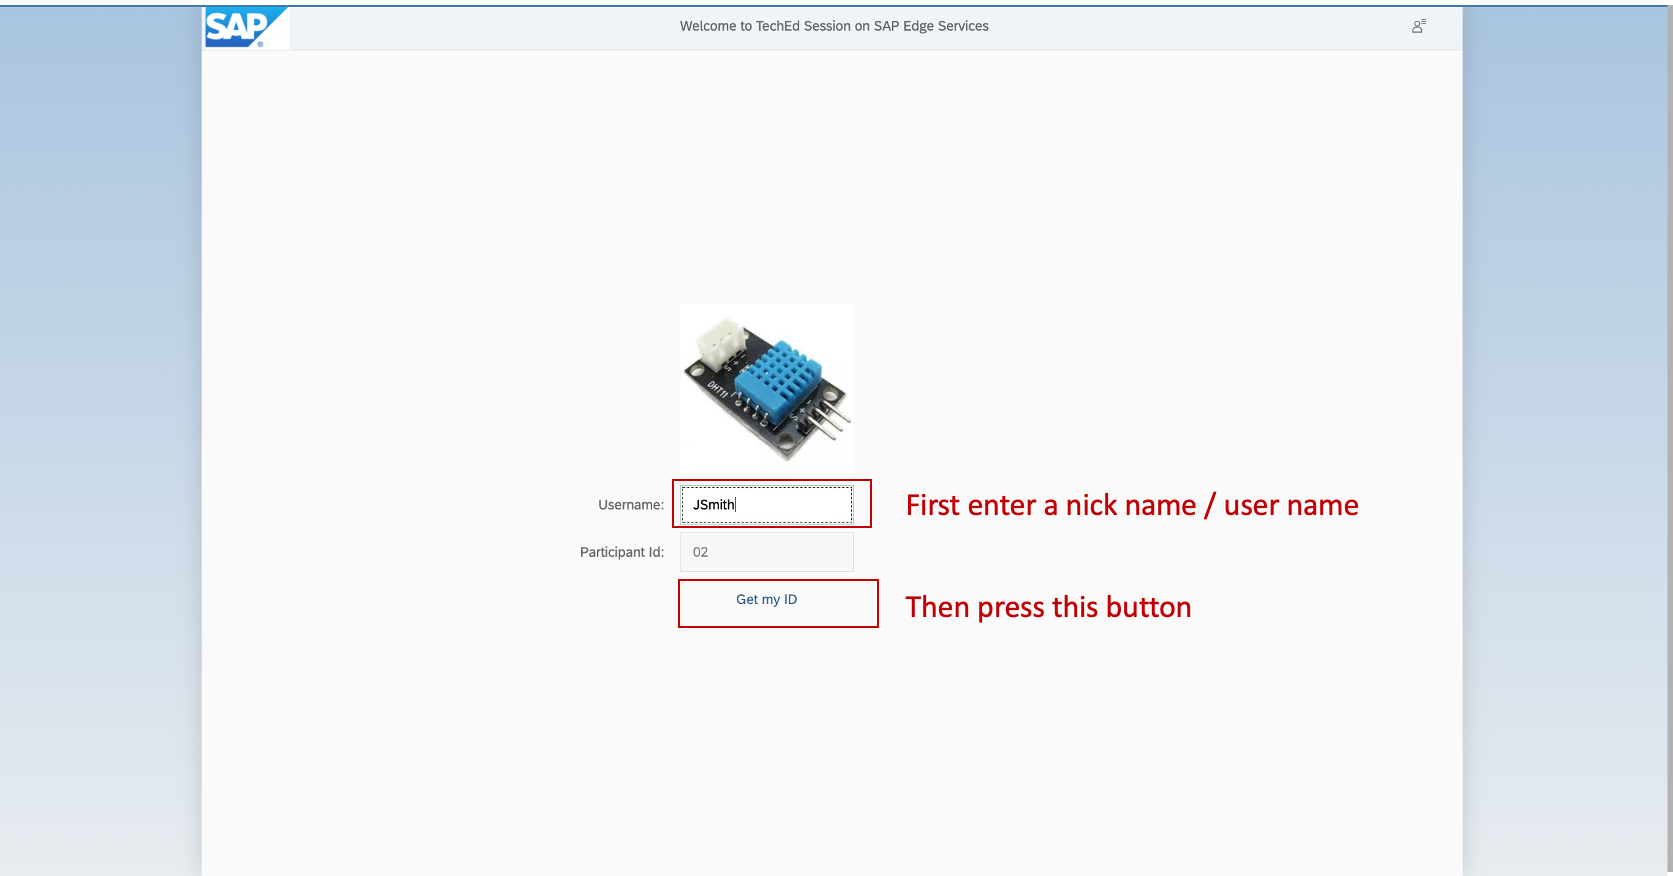 SAP
Welcome to TechEd Session on SAP Edge Services
DHT11
S + -
S + -
Username: JSmith First enter a nick name / user name
Participant Id: 02
Get my ID Then press this button